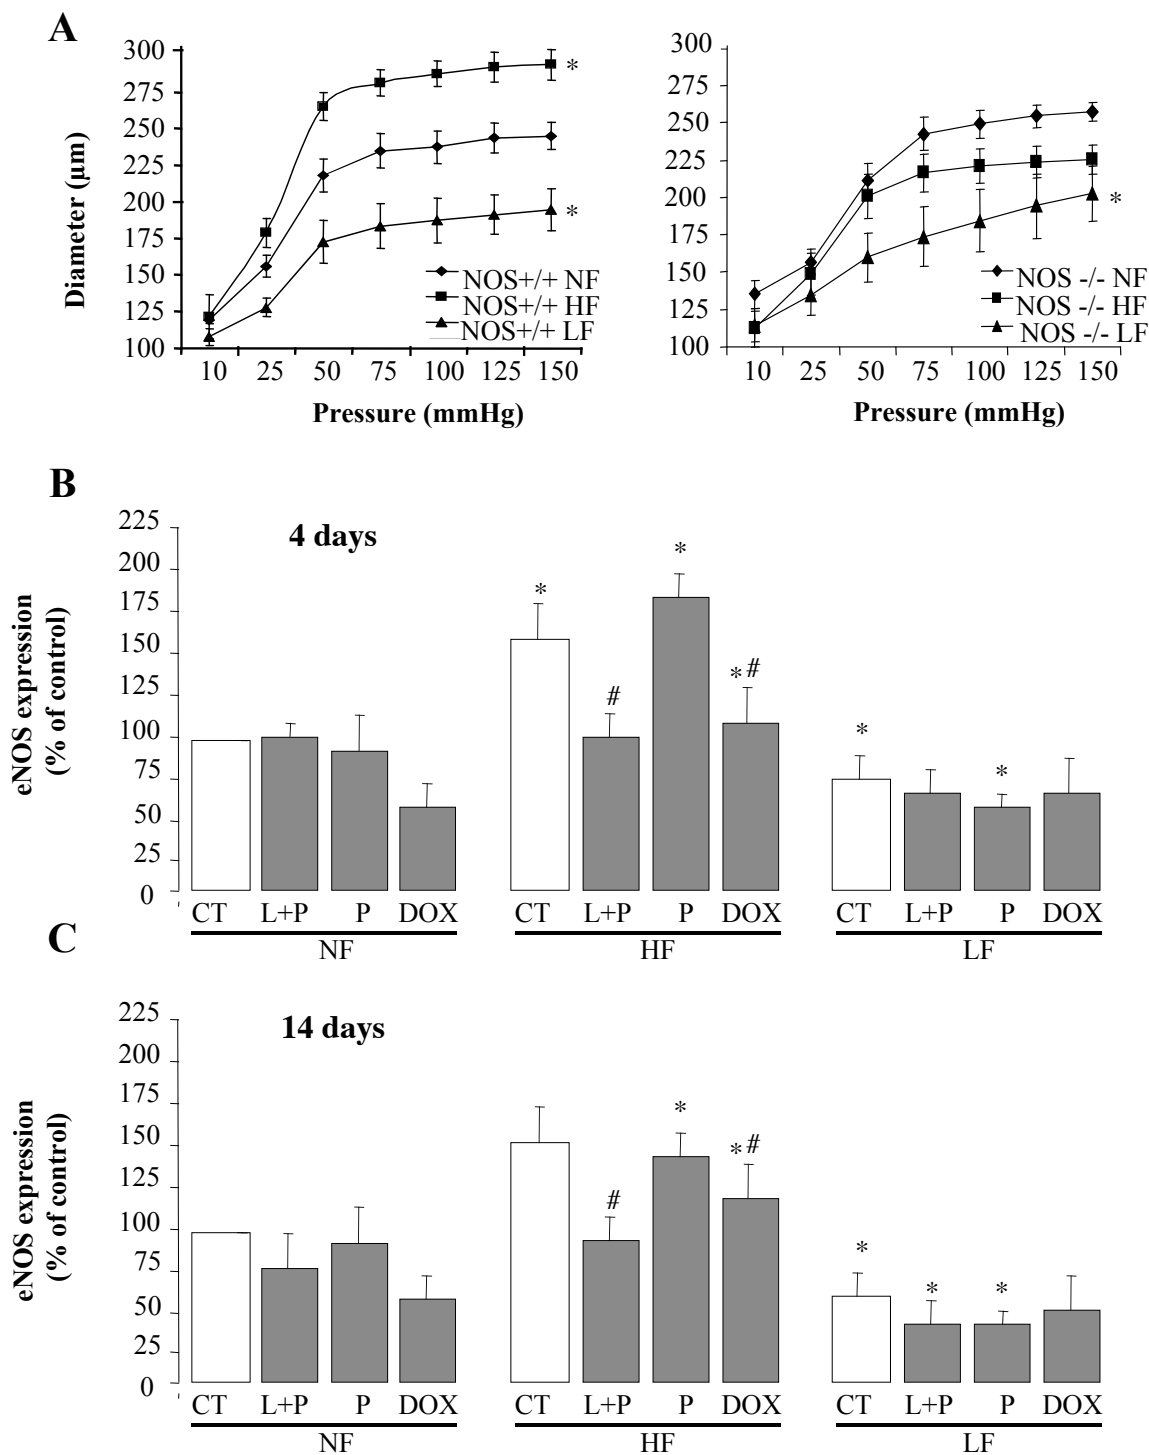 A
300
275
250
225
200
175
150
125
100
Diameter (µm)
*
*
NOS+/+ NF
NOS+/+ HF
NOS+/+ LF
10 25 50 75 100 125 150
Pressure (mmHg)
300
275
250
225
200
175
150
125
100
*
NOS -/- NF
NOS -/- HF
NOS -/- LF
10 25 50 75 100 125 150
Pressure (mmHg)
B
4 days
225
200
175
150
125
100
75
50
25
0
eNOS expression
(% of control)
* # * *# * *
CT L+P P DOX CT L+P P DOX CT L+P P DOX
NF HF LF
C
14 days
225
200
175
150
125
100
75
50
25
0
eNOS expression
(% of control)
# * *# * * *
CT L+P P DOX CT L+P P DOX CT L+P P DOX
NF HF LF